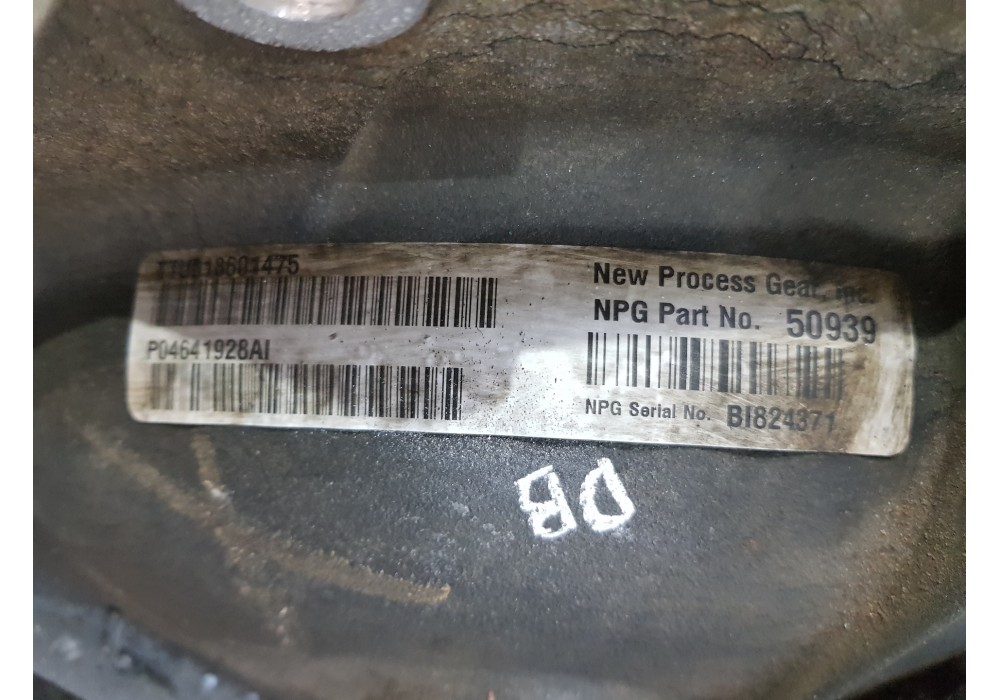 P04641928AI
New Process Gear, inc.
NPG Part No. 50939
NPG Serial No. BI824371
DB